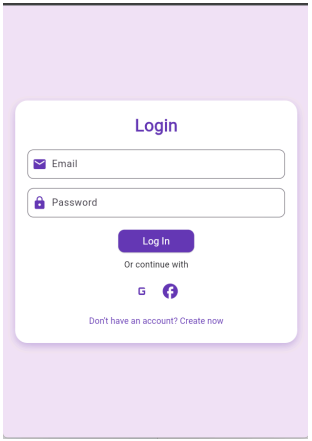 Login
Email
Password
Log In
Or continue with
G
Don't have an account? Create now